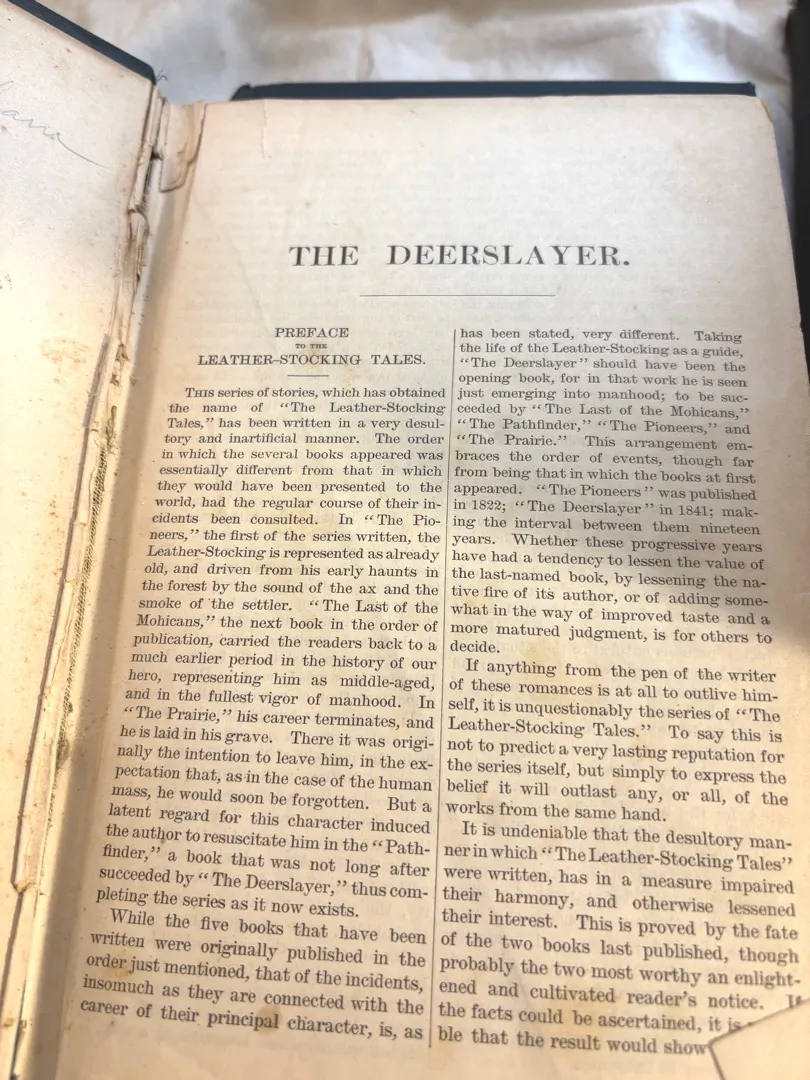 THE DEERSLAYER.
PREFACE
TO THE
LEATHER-STOCKING TALES.
THIS series of stories, which has obtained
the name of "The Leather-Stocking
Tales," has been written in a very desul-
tory and inartificial manner. The order
in which the several books appeared was
essentially different from that in which
they would have been presented to the
world, had the regular course of their in-
cidents been consulted. In "The Pio-
neers," the first of the series written, the
Leather-Stocking is represented as already
old, and driven from his early haunts in
the forest by the sound of the ax and the
smoke of the settler. "The Last of the
Mohicans," the next book in the order of
publication, carried the readers back to a
much earlier period in the history of our
hero, representing him as middle-aged,
and in the fullest vigor of manhood. In
"The Prairie," his career terminates, and
he is laid in his grave. There it was origi-
nally the intention to leave him, in the ex-
pectation that, as in the case of the human
mass, he would soon be forgotten. But a
latent regard for this character induced
the author to resuscitate him in the "Path-
finder," a book that was not long after
succeeded by "The Deerslayer," thus com-
pleting the series as it now exists.
While the five books that have been
written were originally published in the
order just mentioned, that of the incidents,
insomuch as they are connected with the
career of their principal character, is, as
has been stated, very different. Taking
the life of the Leather-Stocking as a guide,
"The Deerslayer" should have been the
opening book, for in that work he is seen
just emerging into manhood; to be suc-
ceeded by "The Last of the Mohicans,"
"The Pathfinder," "The Pioneers," and
"The Prairie." This arrangement em-
braces the order of events, though far
from being that in which the books at first
appeared. "The Pioneers" was published
in 1822; "The Deerslayer" in 1841; mak-
ing the interval between them nineteen
years. Whether these progressive years
have had a tendency to lessen the value of
the last-named book, by lessening the na-
tive fire of its author, or of adding some-
what in the way of improved taste and a
more matured judgment, is for others to
decide.
If anything from the pen of the writer
of these romances is at all to outlive him-
self, it is unquestionably the series of "The
Leather-Stocking Tales." To say this is
not to predict a very lasting reputation for
the series itself, but simply to express the
belief it will outlast any, or all, of the
works from the same hand.
It is undeniable that the desultory man-
ner in which "The Leather-Stocking Tales"
were written, has in a measure impaired
their harmony, and otherwise lessened
their interest. This is proved by the fate
of the two books last published, though
probably the two most worthy an enlight-
ened and cultivated reader's notice. If
the facts could be ascertained, it is
ble that the result would show